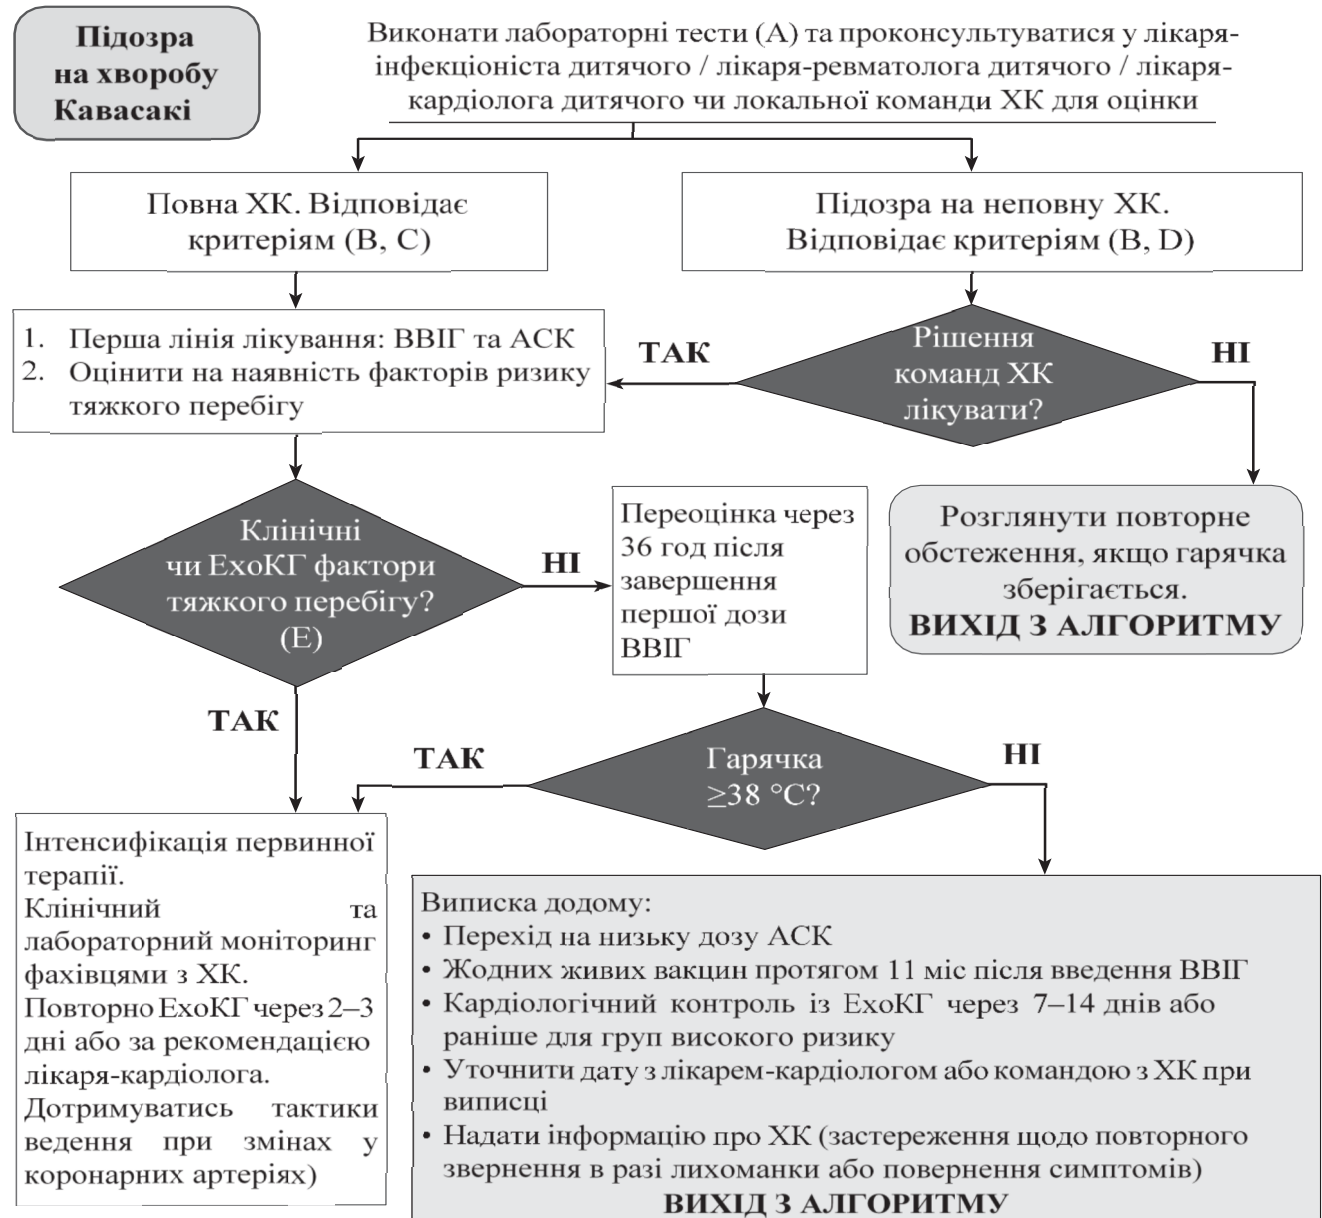 Підозра
на хворобу
Кавасакі
Виконати лабораторні тести (А) та проконсультуватися у лікаря-
інфекціоніста дитячого / лікаря-ревматолога дитячого / лікаря-
кардіолога дитячого чи локальної команди ХК для оцінки
Повна ХК. Відповідає
критеріям (В, С)
Підозра на неповну ХК.
Відповідає критеріям (В, D)
1. Перша лінія лікування: ВВІГ та АСК
2. Оцінити на наявність факторів ризику
тяжкого перебігу
ТАК
Рішення
команд ХК
лікувати?
НІ
Клінічні
чи ЕхоКГ фактори
тяжкого перебігу?
(Е)
НІ
Переоцінка через
36 год після
завершення
першої дози
ВВІГ
Розглянути повторне
обстеження, якщо гарячка
зберігається.
ВИХІД З АЛГОРИТМУ
ТАК
ТАК
Гарячка
≥38 °С?
НІ
Інтенсифікація первинної
терапії.
Клінічний та
лабораторний моніторинг
фахівцями з ХК.
Повторно ЕхоКГ через 2–3
дні або за рекомендацією
лікаря-кардіолога.
Дотримуватись тактики
ведення при змінах у
коронарних артеріях)
Виписка додому:
• Перехід на низьку дозу АСК
• Жодних живих вакцин протягом 11 міс після введення ВВІГ
• Кардіологічний контроль із ЕхоКГ через 7–14 днів або
раніше для груп високого ризику
• Уточнити дату з лікарем-кардіологом або командою з ХК при
виписці
• Надати інформацію про ХК (застереження щодо повторного
звернення в разі лихоманки або повернення симптомів)
ВИХІД З АЛГОРИТМУ